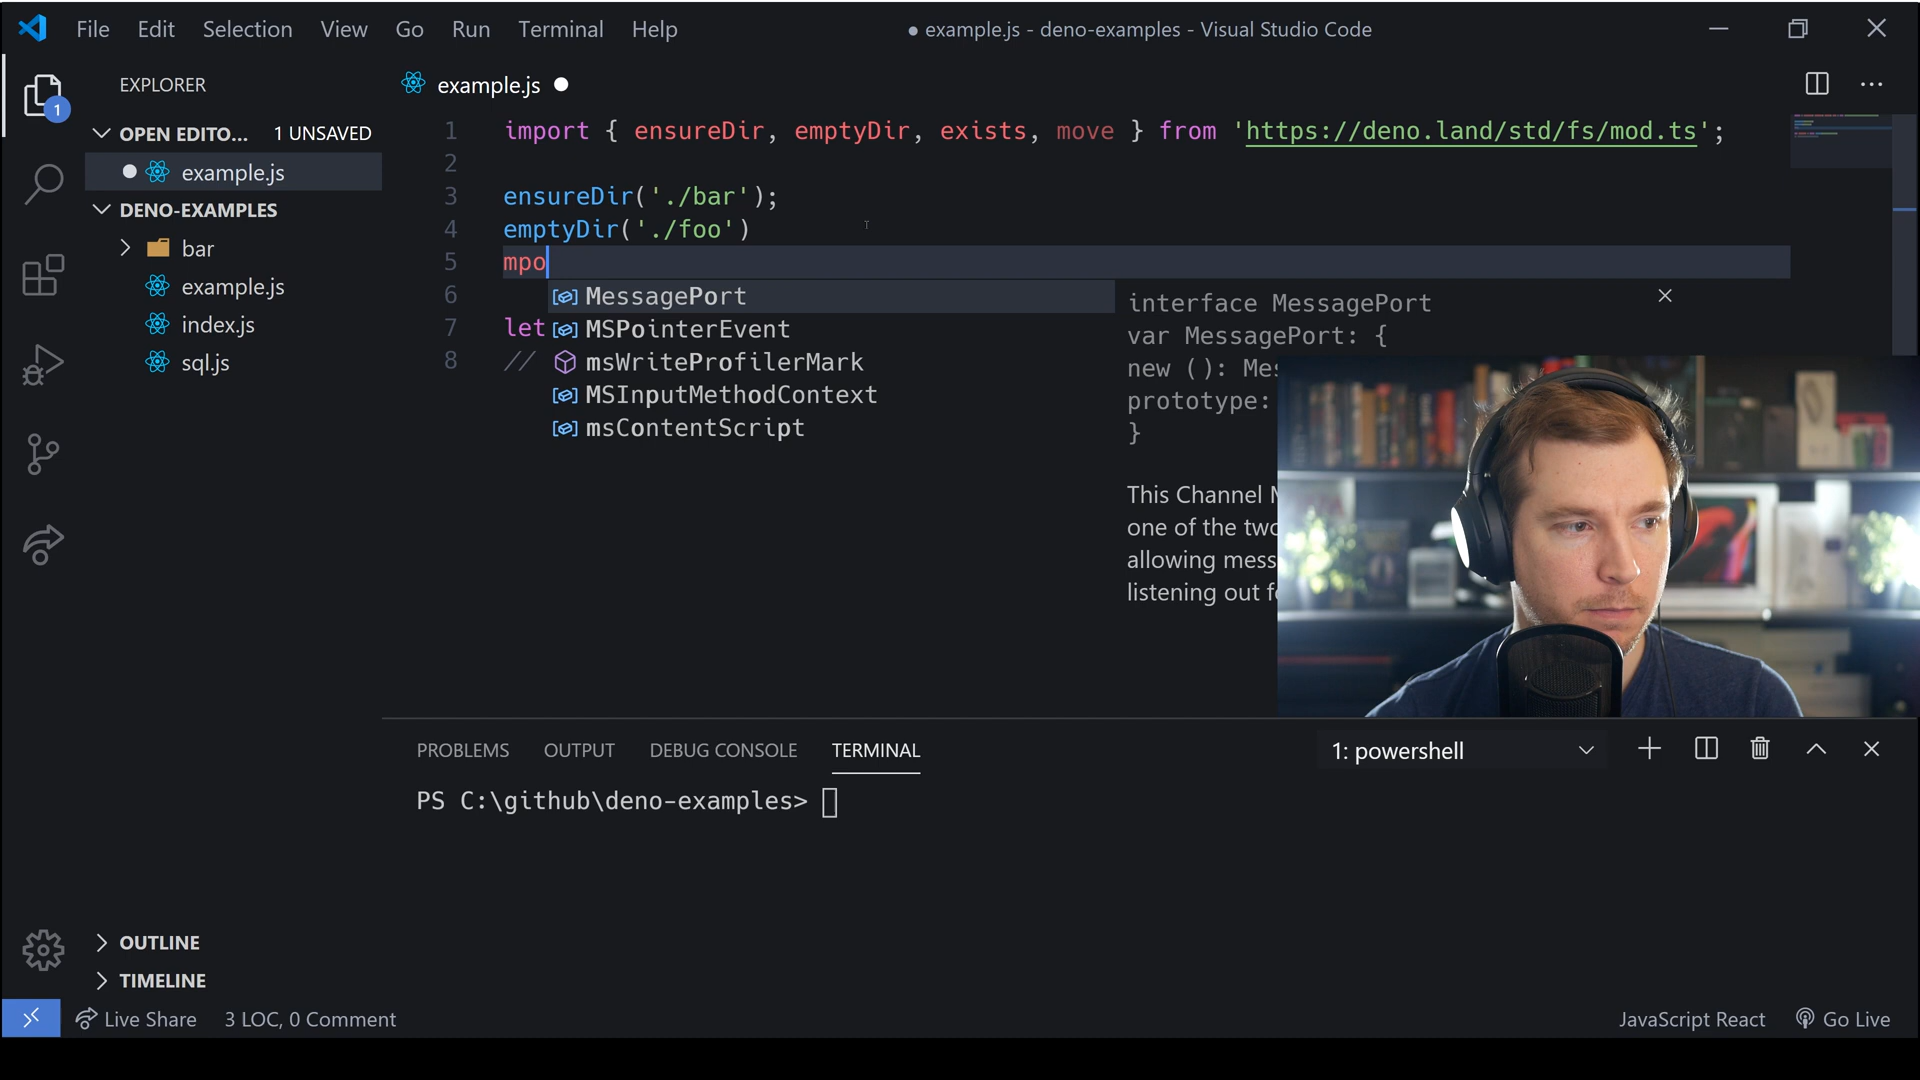 File Edit Selection View Go Run Terminal Help
● example.js - deno-examples - Visual Studio Code
EXPLORER
1
OPEN EDITO... 1 UNSAVED
example.js
DENO-EXAMPLES
bar
example.js
index.js
sql.js
OUTLINE
TIMELINE
example.js
1 import { ensureDir, emptyDir, exists, move } from 'https://deno.land/std/fs/mod.ts';
2
3 ensureDir('./bar');
4 emptyDir('./foo')
5 mpo
6
7 let
8 //
MessagePort
MSPointerEvent
msWriteProfilerMark
MSInputMethodContext
msContentScript
interface MessagePort
var MessagePort: {
new (): Mes
prototype:
}
This Channel
one of the two
allowing mess
listening out
PROBLEMS OUTPUT DEBUG CONSOLE TERMINAL
1: powershell
PS C:\github\deno-examples>
Live Share 3 LOC, 0 Comment
JavaScript React Go Live